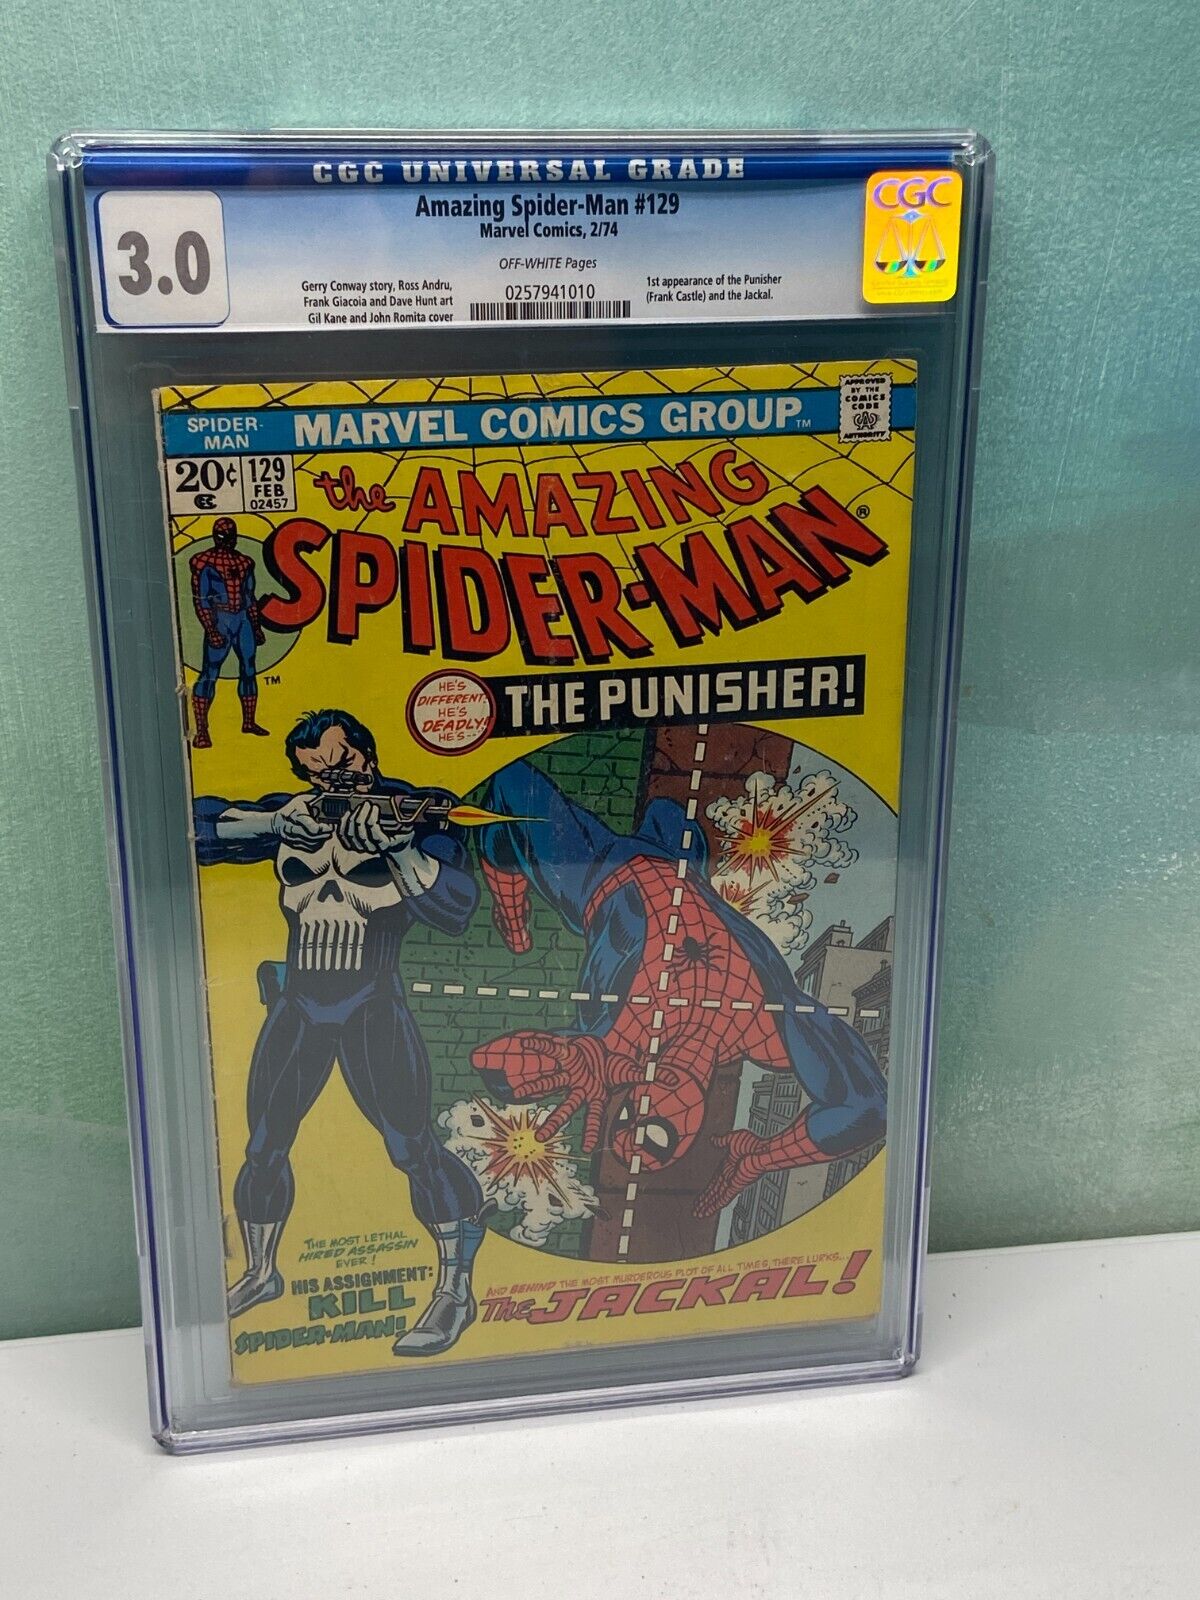 CGC UNIVERSAL GRADE
3.0
Amazing Spider-Man #129
Marvel Comics, 2/74
OFF-WHITE Pages
Gerry Conway story, Ross Andru,
Frank Giacoia and Dave Hunt art
Gil Kane and John Romita cover
0257941010
1st appearance of the Punisher
(Frank Castle) and the Jackal.
CGC
APPROVED
BY THE
COMICS
CODE
AUTHORITY
SPIDER-
MAN
MARVEL COMICS GROUP TM
20¢
129
FEB
02457
the AMAZING
SPIDER-MAN ®
TM
HE'S
DIFFERENT!
HE'S
DEADLY!
HE'S--
THE PUNISHER!
THE MOST LETHAL
HIRED ASSASSIN
EVER!
HIS ASSIGNMENT:
KILL
SPIDER-MAN!
AND BEHIND THE MOST MURDEROUS PLOT OF ALL TIMES, THERE LURKS...
THE JACKAL!